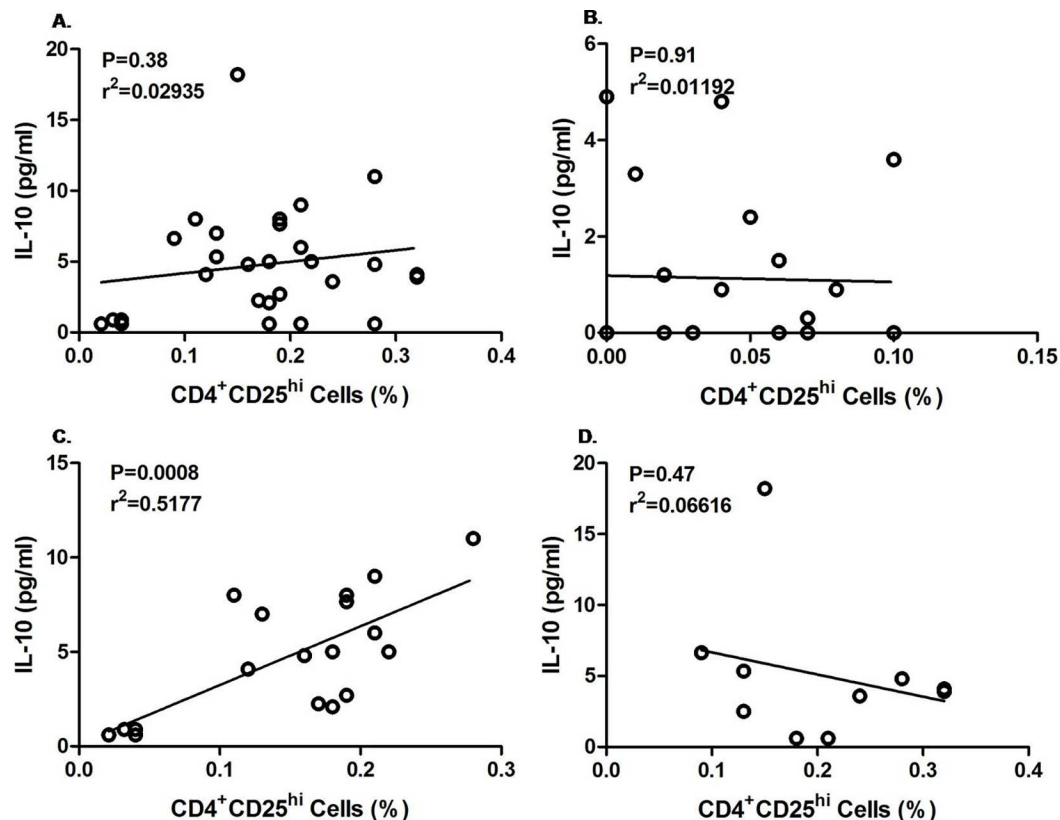 A.
P=0.38
r²=0.02935
IL-10 (pg/ml)
20
15
10
5
0
0.0 0.1 0.2 0.3 0.4
CD4⁺CD25ʰⁱ Cells (%)
B.
P=0.91
r²=0.01192
IL-10 (pg/ml)
6
4
2
0
0.00 0.05 0.10 0.15
CD4⁺CD25ʰⁱ Cells (%)
C.
P=0.0008
r²=0.5177
IL-10 (pg/ml)
15
10
5
0
0.0 0.1 0.2 0.3
CD4⁺CD25ʰⁱ Cells (%)
D.
P=0.47
r²=0.06616
IL-10 (pg/ml)
20
15
10
5
0
0.0 0.1 0.2 0.3 0.4
CD4⁺CD25ʰⁱ Cells (%)